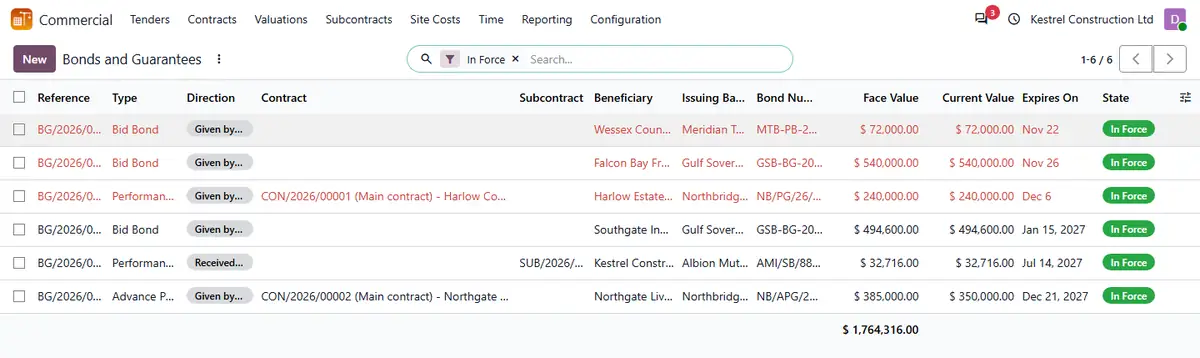 Commercial Tenders Contracts Valuations Subcontracts Site Costs Time Reporting Configuration 3 Kestrel Construction Ltd D
New Bonds and Guarantees In Force × Search... 1-6 / 6
Reference Type Direction Contract Subcontract Beneficiary Issuing Ba... Bond Nu... Face Value Current Value Expires On State
BG/2026/0... Bid Bond Given by... Wessex Coun... Meridian T... MTB-PB-2... $ 72,000.00 $ 72,000.00 Nov 22 In Force
BG/2026/0... Bid Bond Given by... Falcon Bay Fr... Gulf Sover... GSB-BG-20... $ 540,000.00 $ 540,000.00 Nov 26 In Force
BG/2026/0... Performan... Given by... CON/2026/00001 (Main contract) - Harlow Co... Harlow Estate... Northbridg... NB/PG/26/... $ 240,000.00 $ 240,000.00 Dec 6 In Force
BG/2026/0... Bid Bond Given by... Southgate In... Gulf Sover... GSB-BG-20... $ 494,600.00 $ 494,600.00 Jan 15, 2027 In Force
BG/2026/0... Performan... Received... SUB/2026/... Kestrel Constr... Albion Mut... AMI/SB/88... $ 32,716.00 $ 32,716.00 Jul 14, 2027 In Force
BG/2026/0... Advance P... Given by... CON/2026/00002 (Main contract) - Northgate ... Northgate Liv... Northbridg... NB/APG/2... $ 385,000.00 $ 350,000.00 Dec 21, 2027 In Force
$ 1,764,316.00